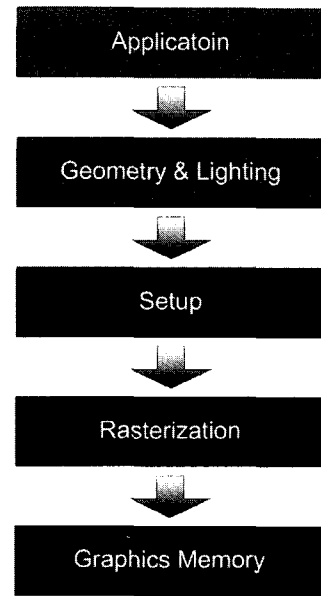 Applicatoin
Geometry & Lighting
Setup
Rasterization
Graphics Memory